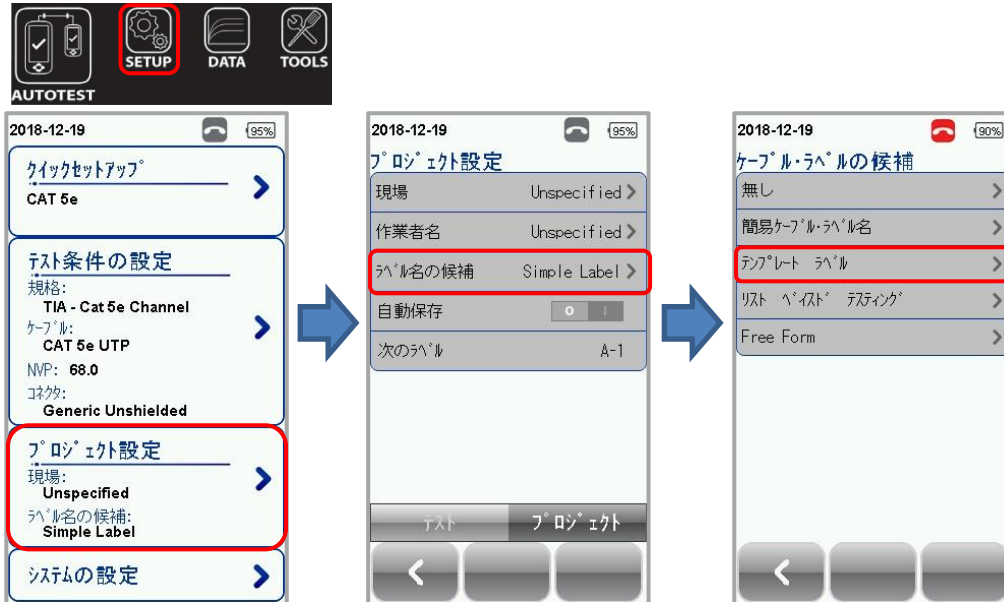 SETUP
DATA
TOOLS
AUTOTEST
2018-12-19
95%
ｸｲｯｸｾｯﾄｱｯﾌﾟ
CAT 5e
ﾃｽﾄ条件の設定
規格:
TIA - Cat 5e Channel
ｹｰﾌﾞﾙ:
CAT 5e UTP
NVP: 68.0
ｺﾈｸﾀ:
Generic Unshielded
ﾌﾟﾛｼﾞｪｸﾄ設定
現場:
Unspecified
ﾗﾍﾞﾙ名の候補:
Simple Label
ｼｽﾃﾑの設定
2018-12-19
95%
ﾌﾟﾛｼﾞｪｸﾄ設定
現場 Unspecified
作業者名 Unspecified
ﾗﾍﾞﾙ名の候補 Simple Label
自動保存 O I
次のﾗﾍﾞﾙ A-1
ﾃｽﾄ ﾌﾟﾛｼﾞｪｸﾄ
2018-12-19
90%
ｹｰﾌﾞﾙ･ﾗﾍﾞﾙの候補
無し
簡易ｹｰﾌﾞﾙ･ﾗﾍﾞﾙ名
ﾃﾝﾌﾟﾚｰﾄ ﾗﾍﾞﾙ
ﾘｽﾄ ﾍﾞｲｽﾄﾞ ﾃｽﾃｨﾝｸﾞ
Free Form